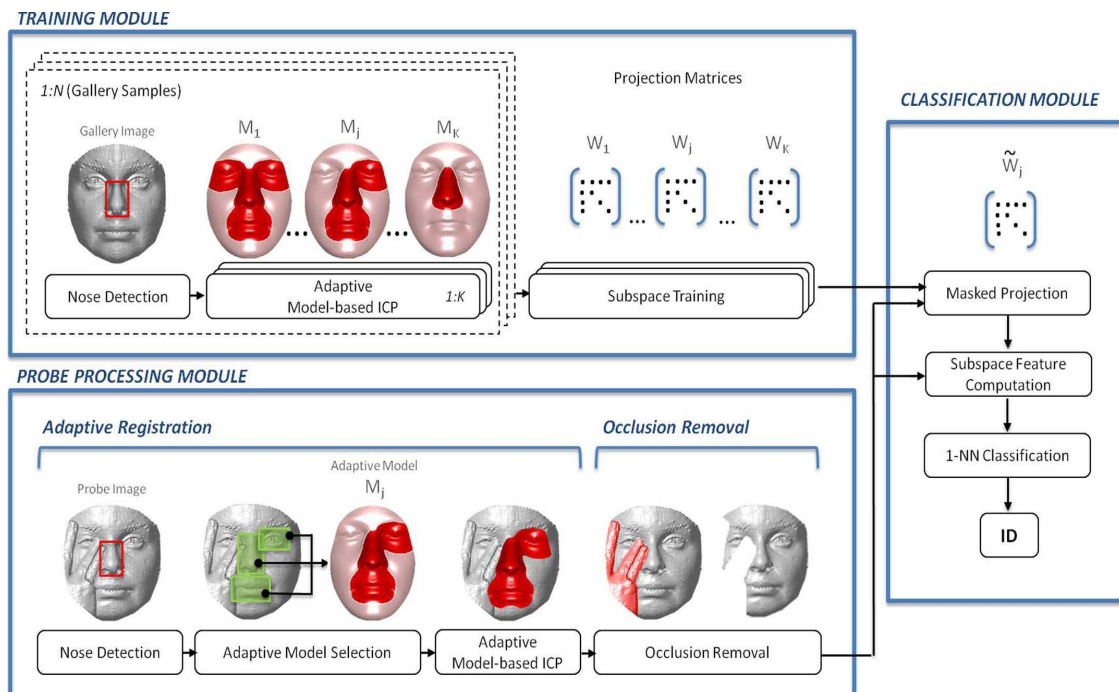 TRAINING MODULE
1:N (Gallery Samples)
Gallery Image
M1
Mj
MK
... ...
Nose Detection
Adaptive
Model-based ICP
1:K
Projection Matrices
W1
Wj
WK
... ...
Subspace Training
PROBE PROCESSING MODULE
Adaptive Registration
Occlusion Removal
Probe Image
Adaptive Model
Mj
Nose Detection
Adaptive Model Selection
Adaptive
Model-based ICP
Occlusion Removal
CLASSIFICATION MODULE
W̃j
Masked Projection
Subspace Feature
Computation
1-NN Classification
ID